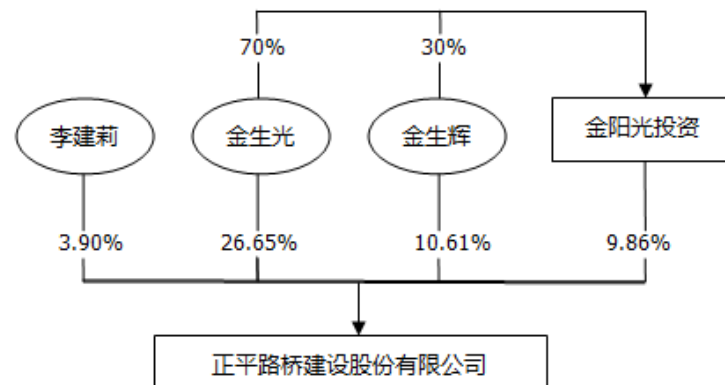 70%
30%
李建莉
金生光
金生辉
金阳光投资
3.90%
26.65%
10.61%
9.86%
正平路桥建设股份有限公司